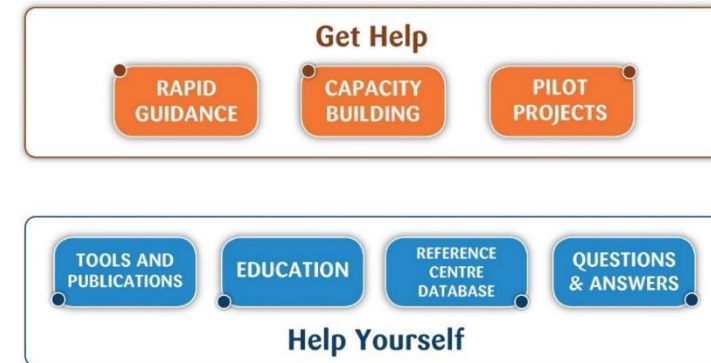 Get Help
RAPID
GUIDANCE
CAPACITY
BUILDING
PILOT
PROJECTS
TOOLS AND
PUBLICATIONS
EDUCATION
REFERENCE
CENTRE
DATABASE
QUESTIONS
& ANSWERS
Help Yourself